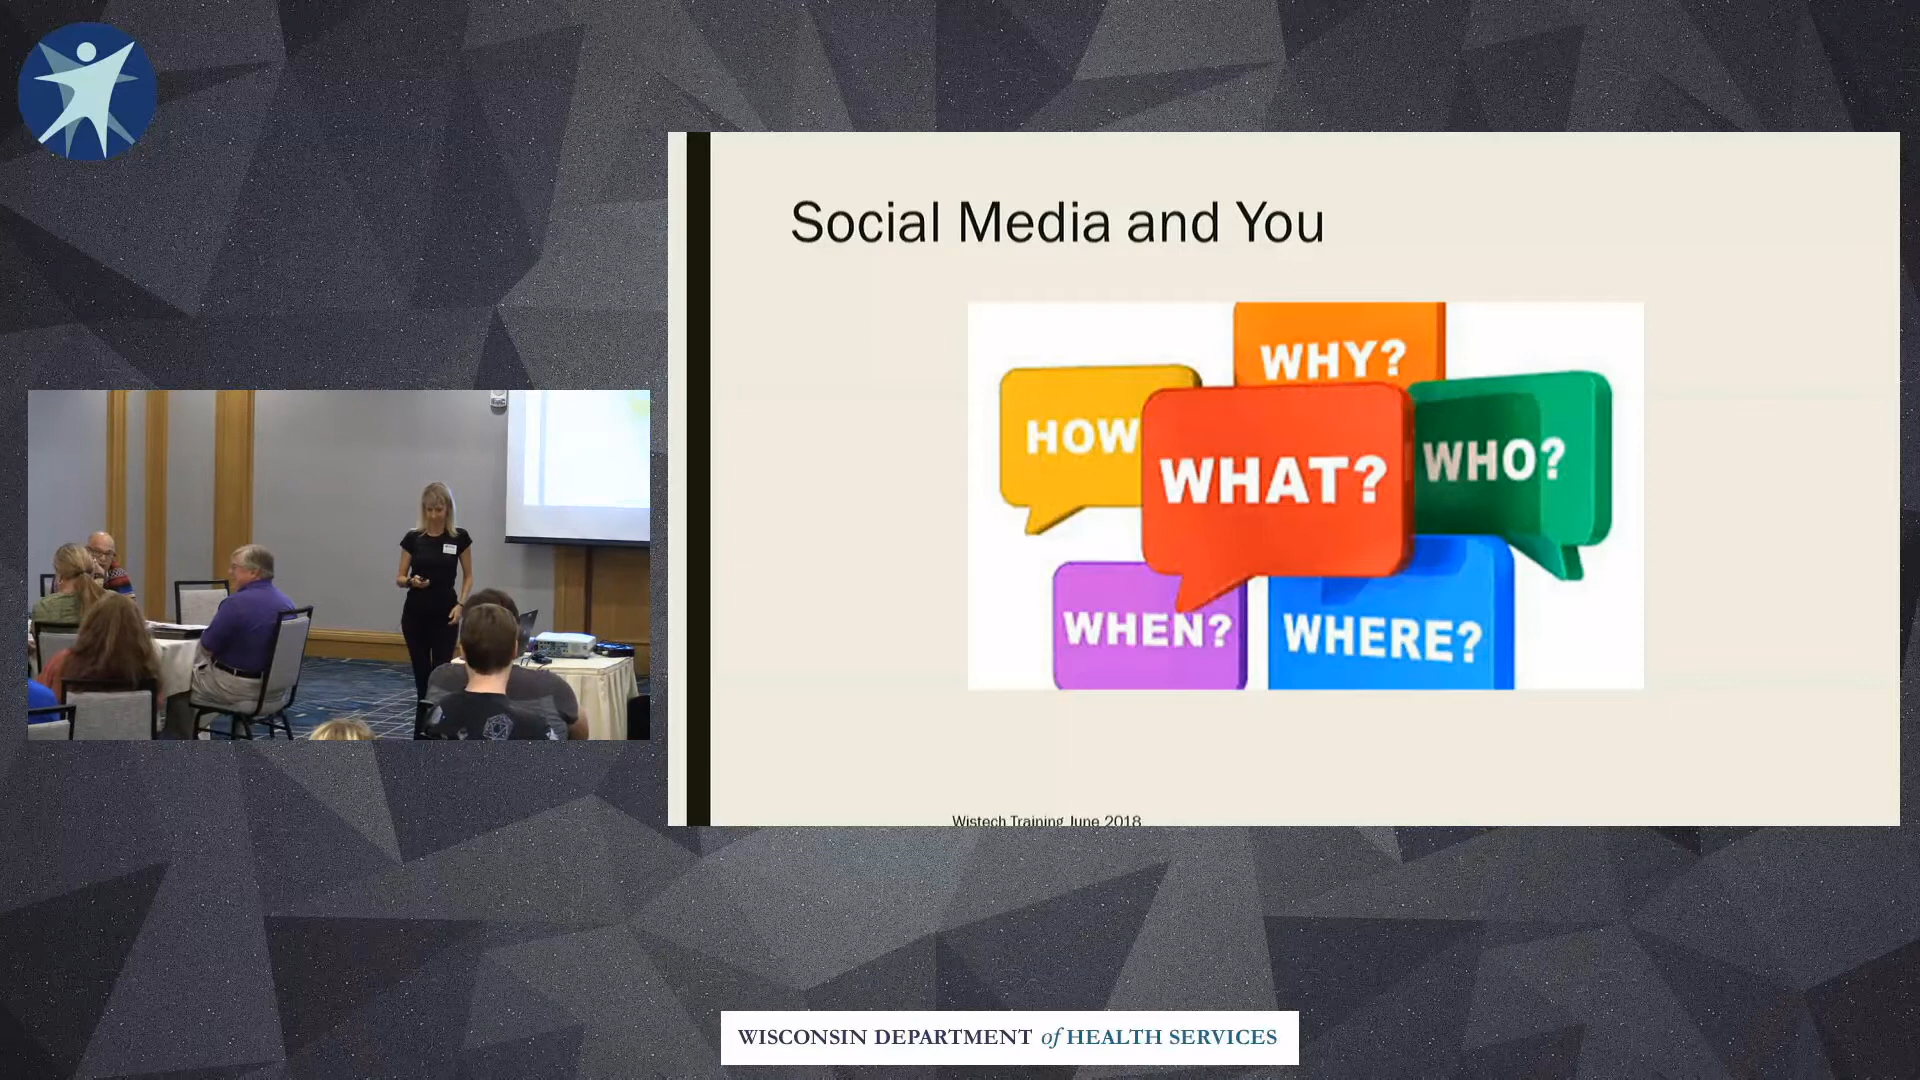 Social Media and You
WHY?
HOW
WHAT?
WHO?
WHEN?
WHERE?
Wistech Training June 2018
WISCONSIN DEPARTMENT of HEALTH SERVICES